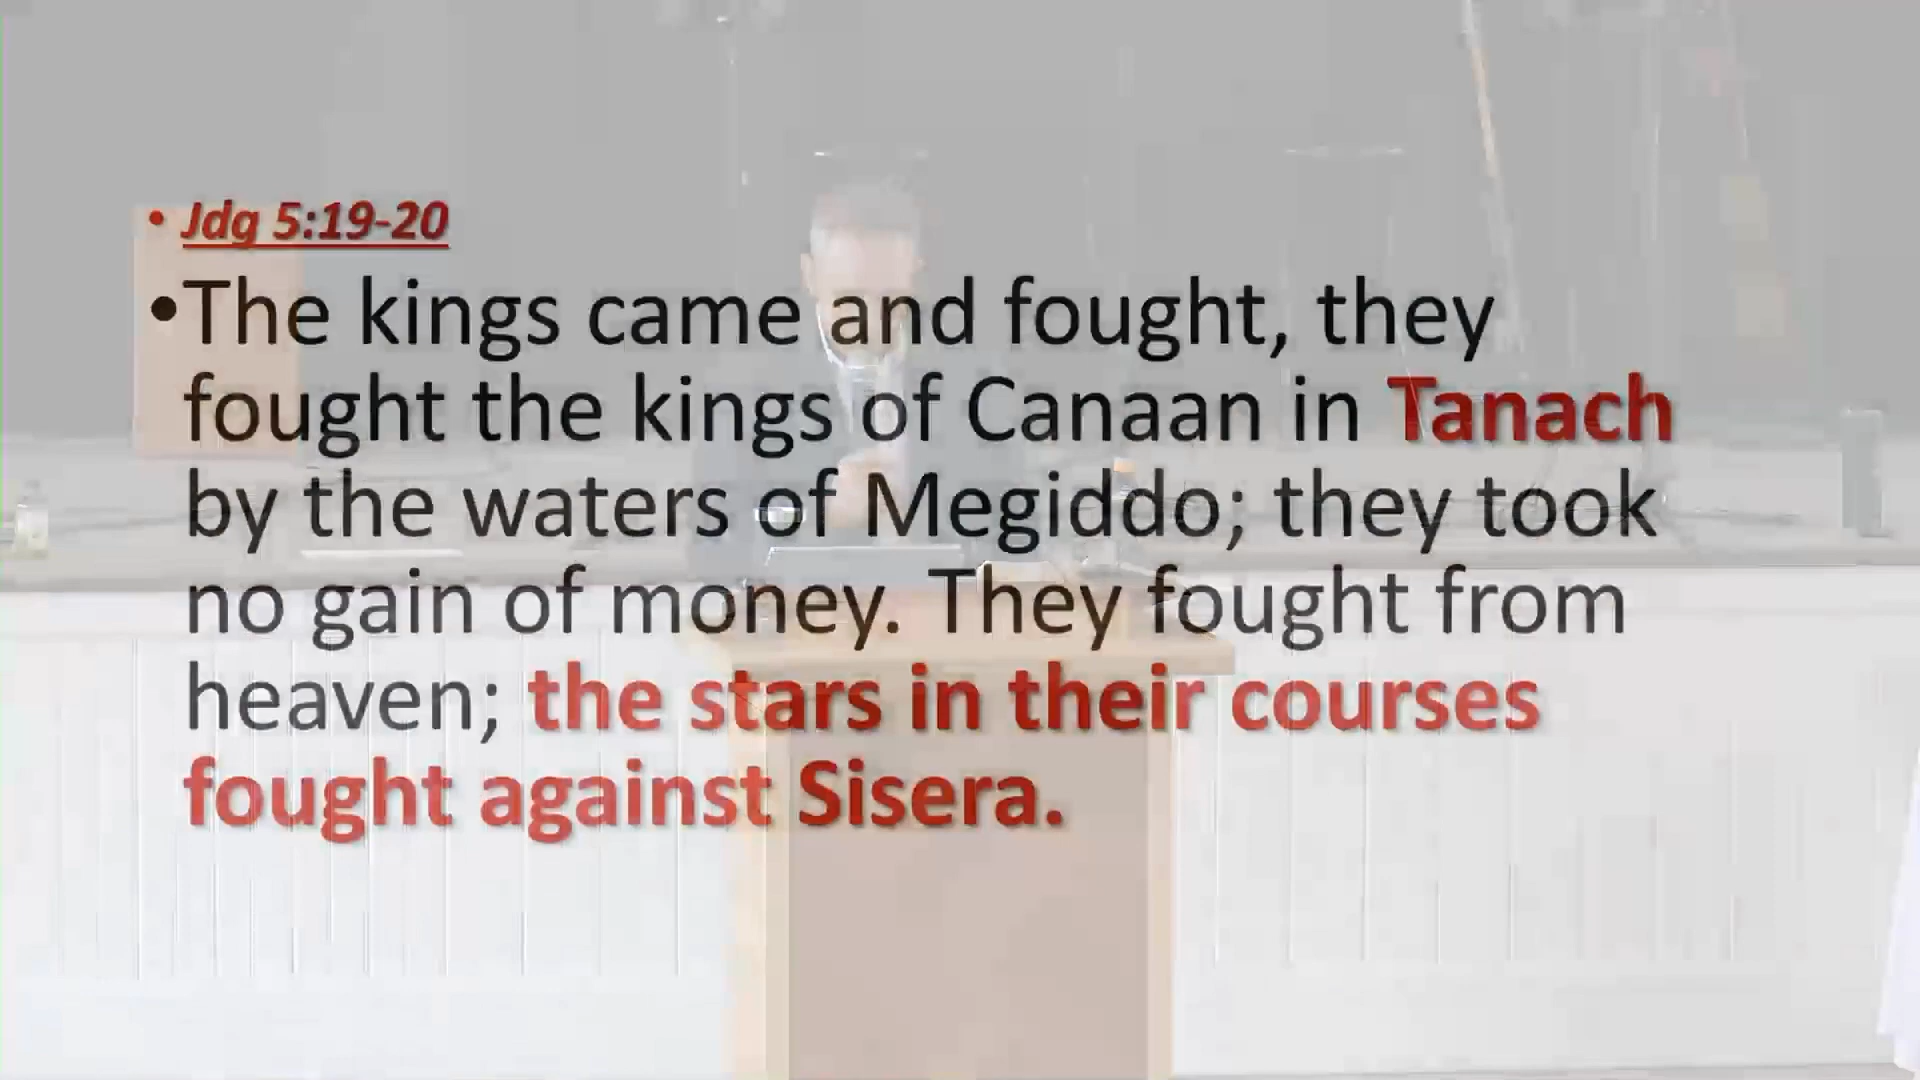 • Jdg 5:19-20
•The kings came and fought, they
fought the kings of Canaan in Tanach
by the waters of Megiddo; they took
no gain of money. They fought from
heaven; the stars in their courses
fought against Sisera.